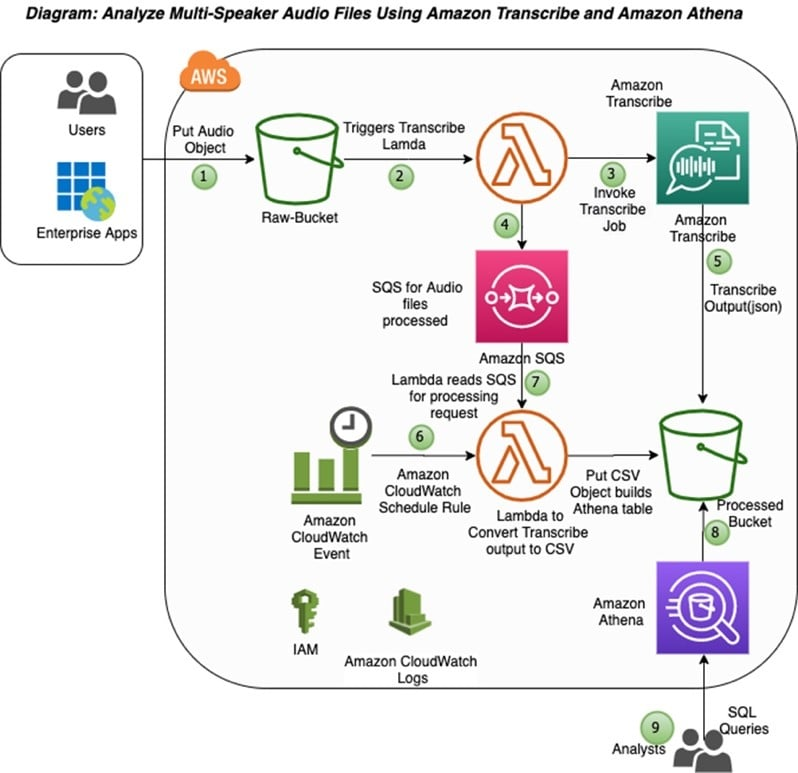 Diagram: Analyze Multi-Speaker Audio Files Using Amazon Transcribe and Amazon Athena
AWS
Users
Enterprise Apps
Put Audio
Object
1
Raw-Bucket
Triggers Transcribe
Lamda
2
3
Invoke
Transcribe
Job
Amazon
Transcribe
Amazon
Transcribe
4
5
Transcribe
Output(json)
SQS for Audio
files
processed
Amazon SQS
Lambda reads SQS
for processing
request
7
6
Amazon
CloudWatch
Schedule Rule
Amazon
CloudWatch
Event
Lambda to
Convert Transcribe
output to CSV
Put CSV
Object builds
Athena table
Processed
Bucket
8
Amazon
Athena
IAM
Amazon CloudWatch
Logs
9
SQL
Queries
Analysts